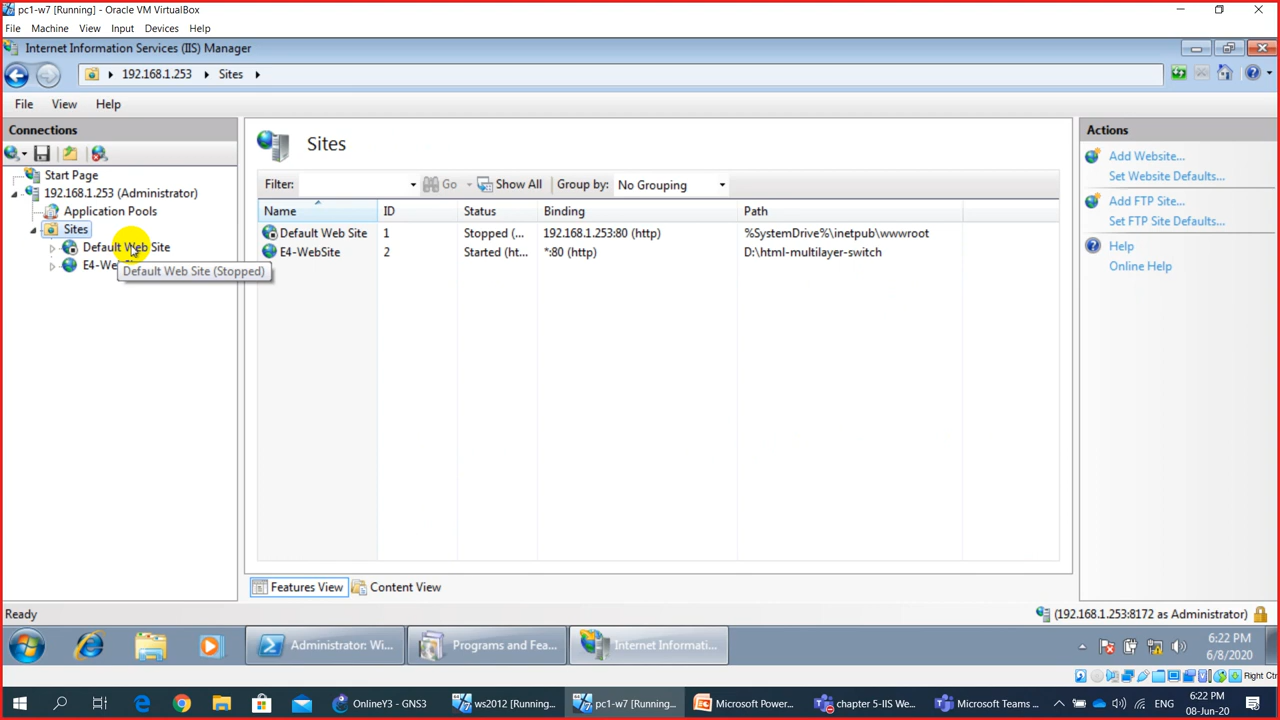 pc1-w7 [Running] - Oracle VM VirtualBox
File Machine View Input Devices Help
Internet Information Services (IIS) Manager
192.168.1.253 Sites
File View Help
Connections
Start Page
192.168.1.253 (Administrator)
Application Pools
Sites
Default Web Site
E4-We
Default Web Site (Stopped)
Sites
Filter: Go Show All Group by: No Grouping
Name ID Status Binding Path
Default Web Site 1 Stopped (... 192.168.1.253:80 (http) %SystemDrive%\inetpub\wwwroot
E4-WebSite 2 Started (ht... *:80 (http) D:\html-multilayer-switch
Features View Content View
Actions
Add Website...
Set Website Defaults...
Add FTP Site...
Set FTP Site Defaults...
Help
Online Help
Ready (192.168.1.253:8172 as Administrator)
Administrator: Wi... Programs and Fea... Internet Informati...
6:22 PM
6/8/2020
Right Ctr
OnlineY3 - GNS3 ws2012 [Running... pc1-w7 [Running... Microsoft Power... chapter 5-IIS We... Microsoft Teams ... ENG
6:22 PM
08-Jun-20